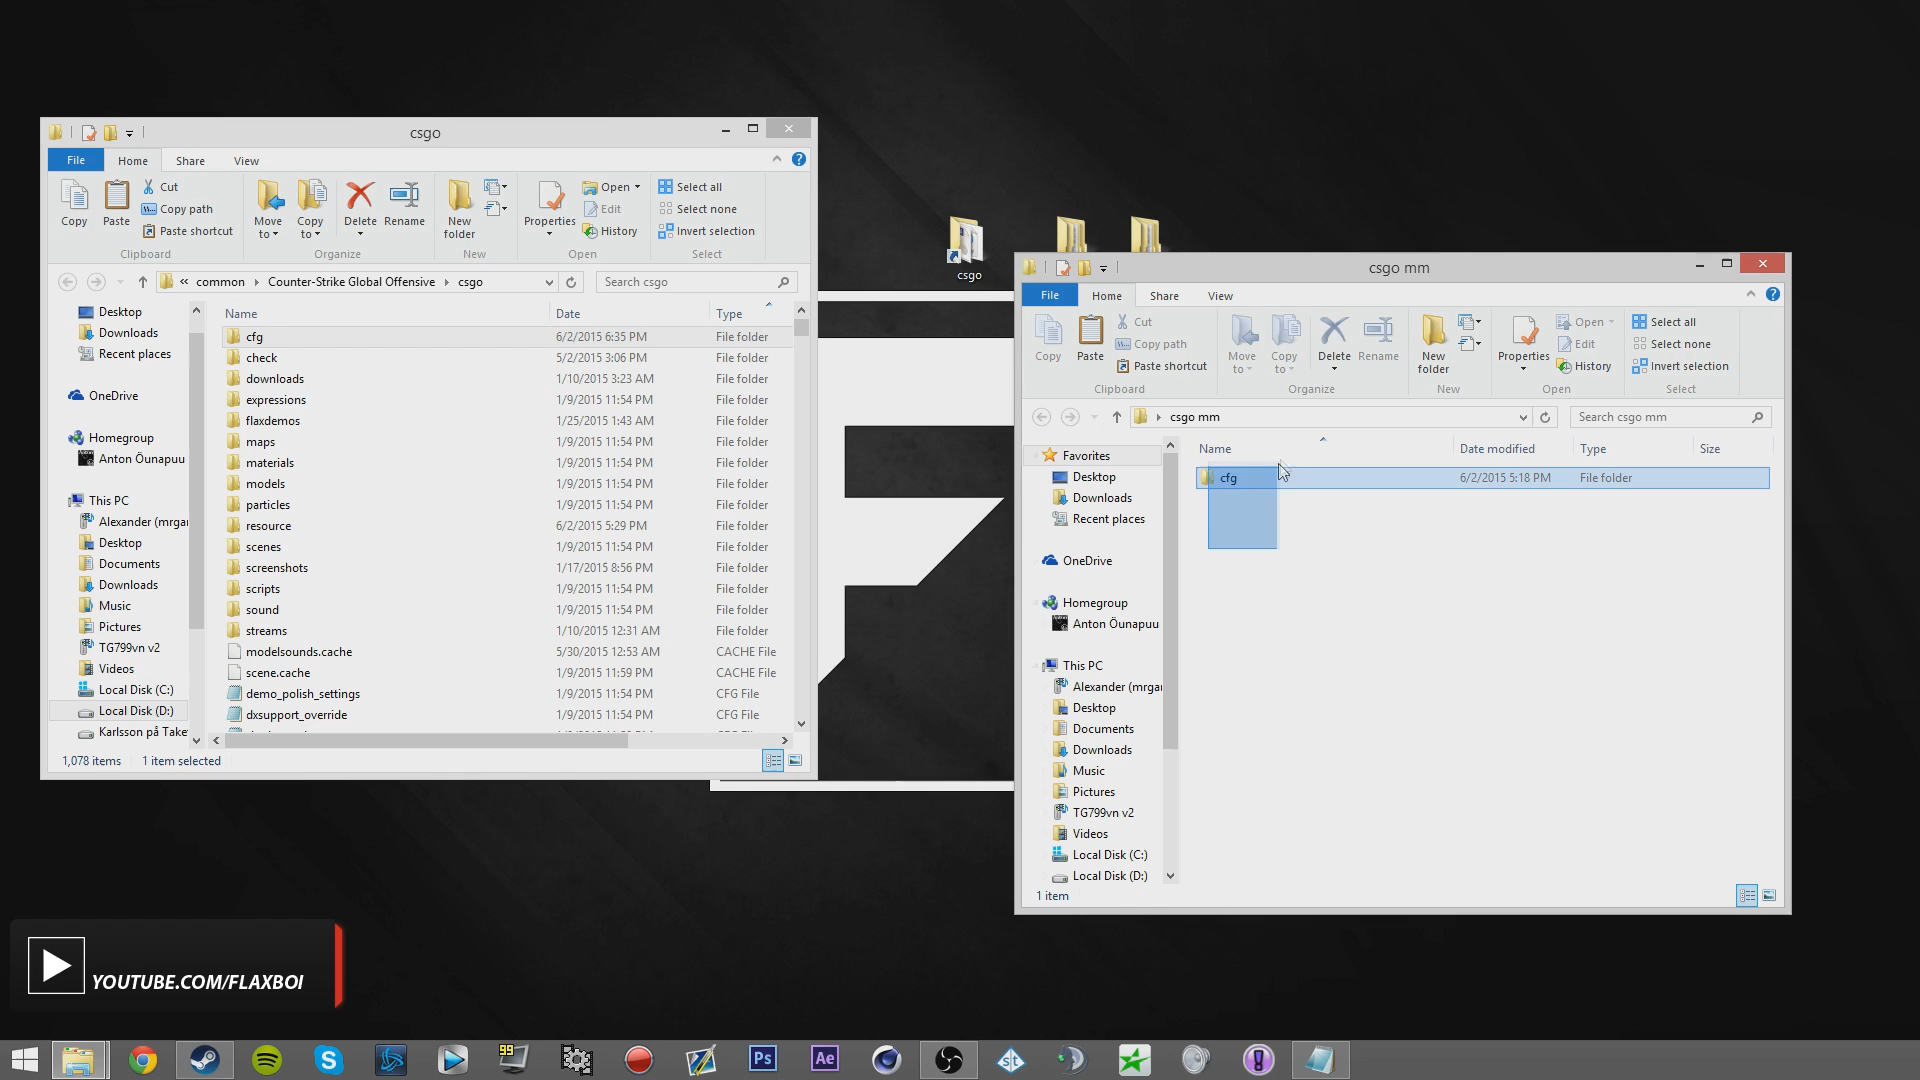 csgo
File Home Share View
Copy Paste Cut Copy path Paste shortcut Move to Copy to Delete Rename New folder Properties Open Edit History Select all Select none Invert selection
Clipboard Organize New Open Select
« common Counter-Strike Global Offensive csgo Search csgo
Desktop
Downloads
Recent places
OneDrive
Homegroup
Anton Öunapuu
This PC
Alexander (mrgar
Desktop
Documents
Downloads
Music
Pictures
TG799vn v2
Videos
Local Disk (C:)
Local Disk (D:)
Karlsson på Take
Name Date Type
cfg 6/2/2015 6:35 PM File folder
check 5/2/2015 3:06 PM File folder
downloads 1/10/2015 3:23 AM File folder
expressions 1/9/2015 11:54 PM File folder
flaxdemos 1/25/2015 1:43 AM File folder
maps 1/9/2015 11:54 PM File folder
materials 1/9/2015 11:54 PM File folder
models 1/9/2015 11:54 PM File folder
particles 1/9/2015 11:54 PM File folder
resource 6/2/2015 5:29 PM File folder
scenes 1/9/2015 11:54 PM File folder
screenshots 1/17/2015 8:56 PM File folder
scripts 1/9/2015 11:54 PM File folder
sound 1/9/2015 11:54 PM File folder
streams 1/10/2015 12:31 AM File folder
modelsounds.cache 5/30/2015 12:53 AM CACHE File
scene.cache 1/9/2015 11:59 PM CACHE File
demo_polish_settings 1/9/2015 11:54 PM CFG File
dxsupport_override 1/9/2015 11:54 PM CFG File
1,078 items 1 item selected
csgo
csgo mm
File Home Share View
Copy Paste Cut Copy path Paste shortcut Move to Copy to Delete Rename New folder Properties Open Edit History Select all Select none Invert selection
Clipboard Organize New Open Select
csgo mm Search csgo mm
Favorites
Desktop
Downloads
Recent places
OneDrive
Homegroup
Anton Öunapuu
This PC
Alexander (mrgar
Desktop
Documents
Downloads
Music
Pictures
TG799vn v2
Videos
Local Disk (C:)
Local Disk (D:)
Name Date modified Type Size
cfg 6/2/2015 5:18 PM File folder
1 item
YOUTUBE.COM/FLAXBOI
99
Ps
Ae
st